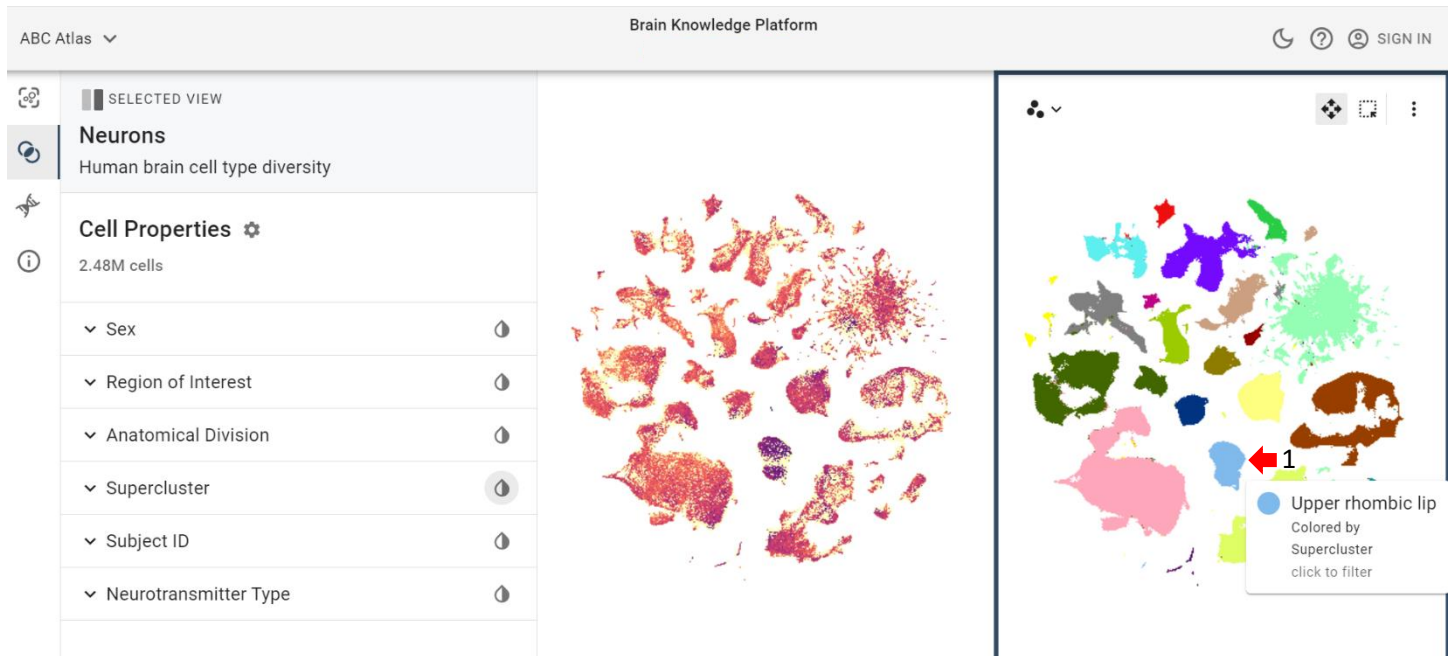 Brain Knowledge Platform
ABC Atlas
SIGN IN
SELECTED VIEW
Neurons
Human brain cell type diversity
Cell Properties
2.48M cells
Sex
Region of Interest
Anatomical Division
Supercluster
Subject ID
Neurotransmitter Type
1
Upper rhombic lip
Colored by
Supercluster
click to filter